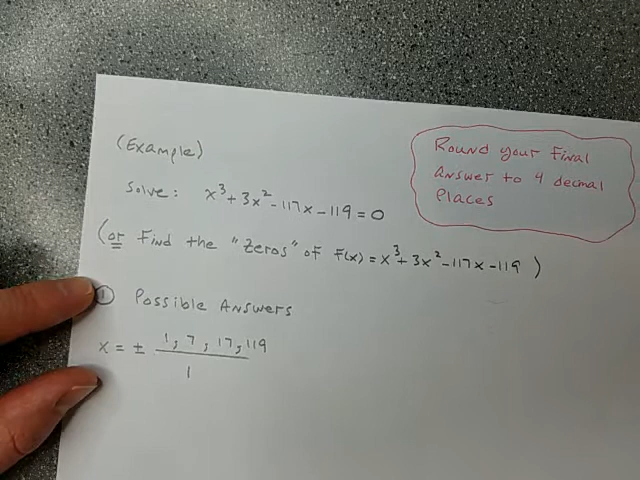 (Example)
Solve: x³+3x²-117x-119=0
(or Find the "Zeros" of F(x)=x³+3x²-117x-119)
① Possible Answers
x = ± 1, 7, 17, 119
1
Round your Final
Answer to 4 decimal
Places